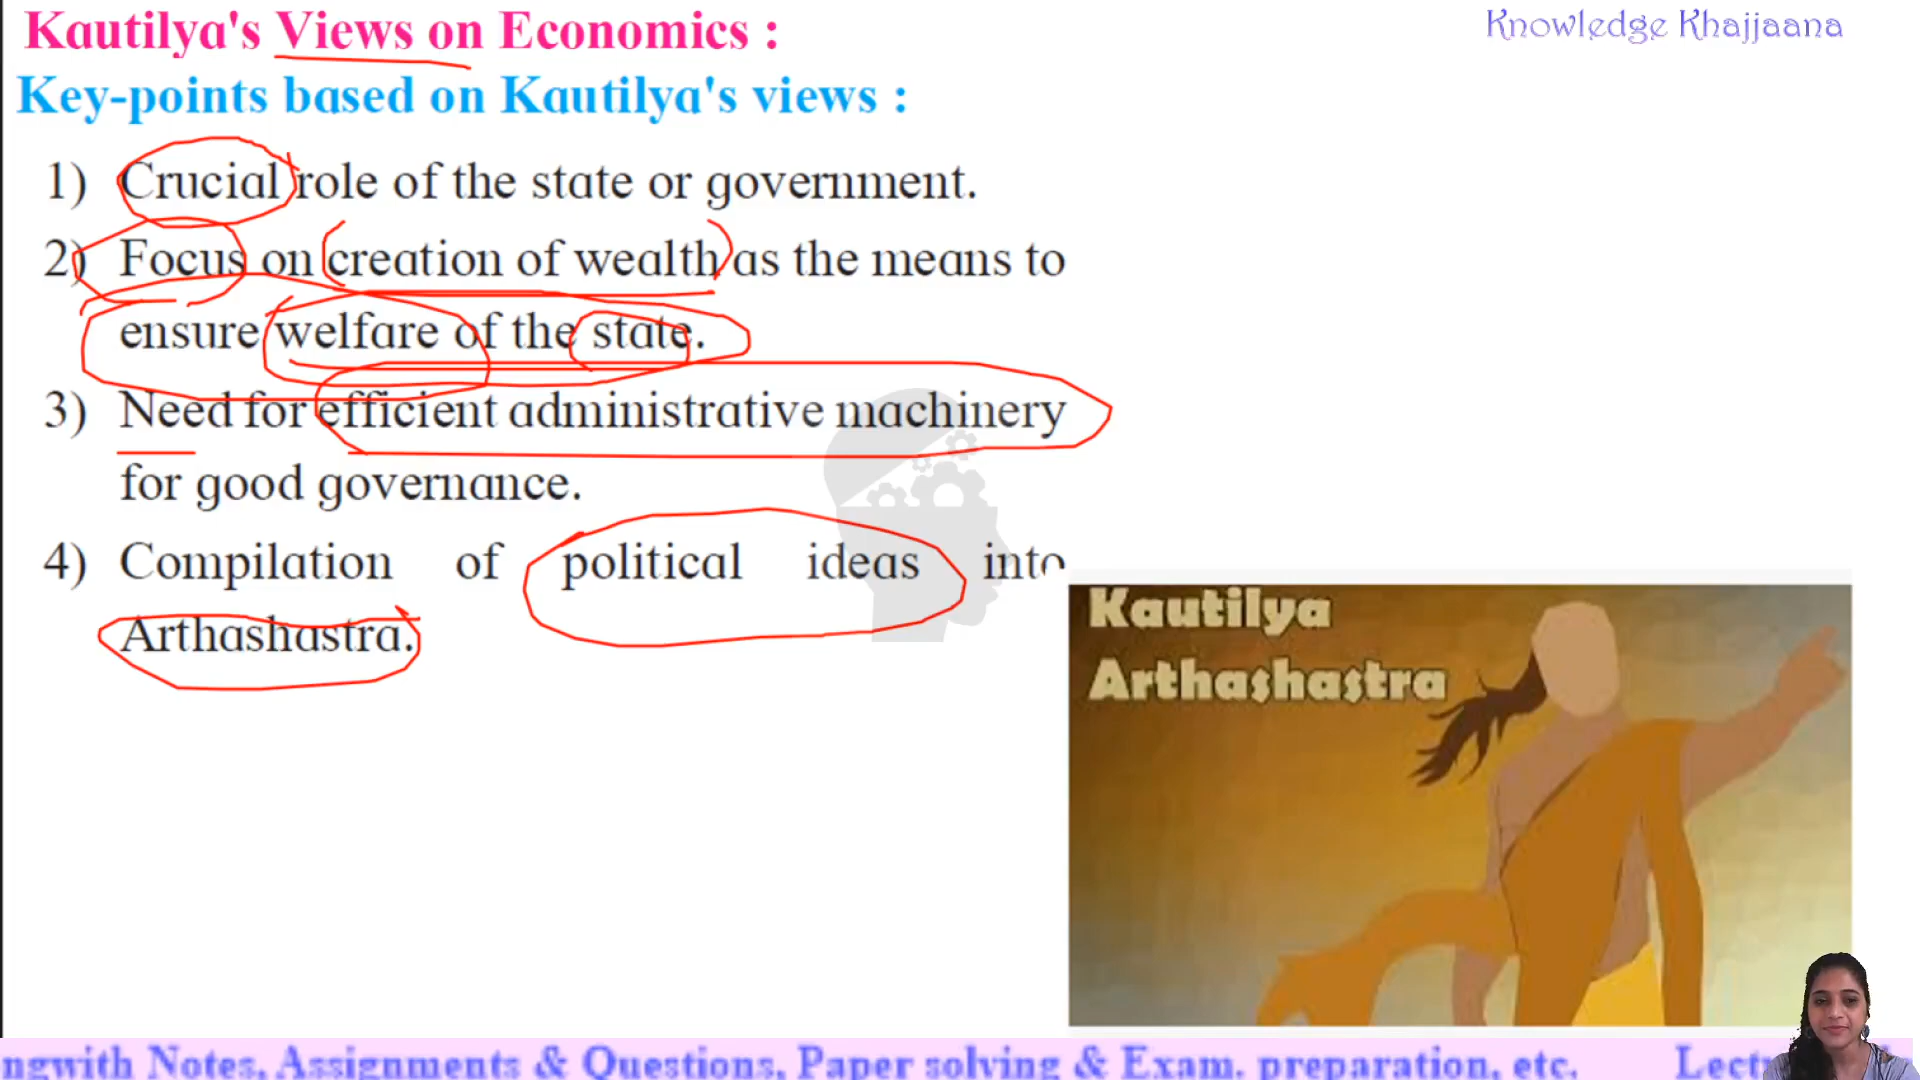 Kautilya's Views on Economics :
Knowledge Khajjaana
Key-points based on Kautilya's views :
1) Crucial role of the state or government.
2) Focus on creation of wealth as the means to
ensure welfare of the state.
3) Need for efficient administrative machinery
for good governance.
4) Compilation of political ideas into
Arthashastra.
Kautilya
Arthashastra
ngwith Notes, Assignments & Questions, Paper solving & Exam. preparation, etc. Lectu